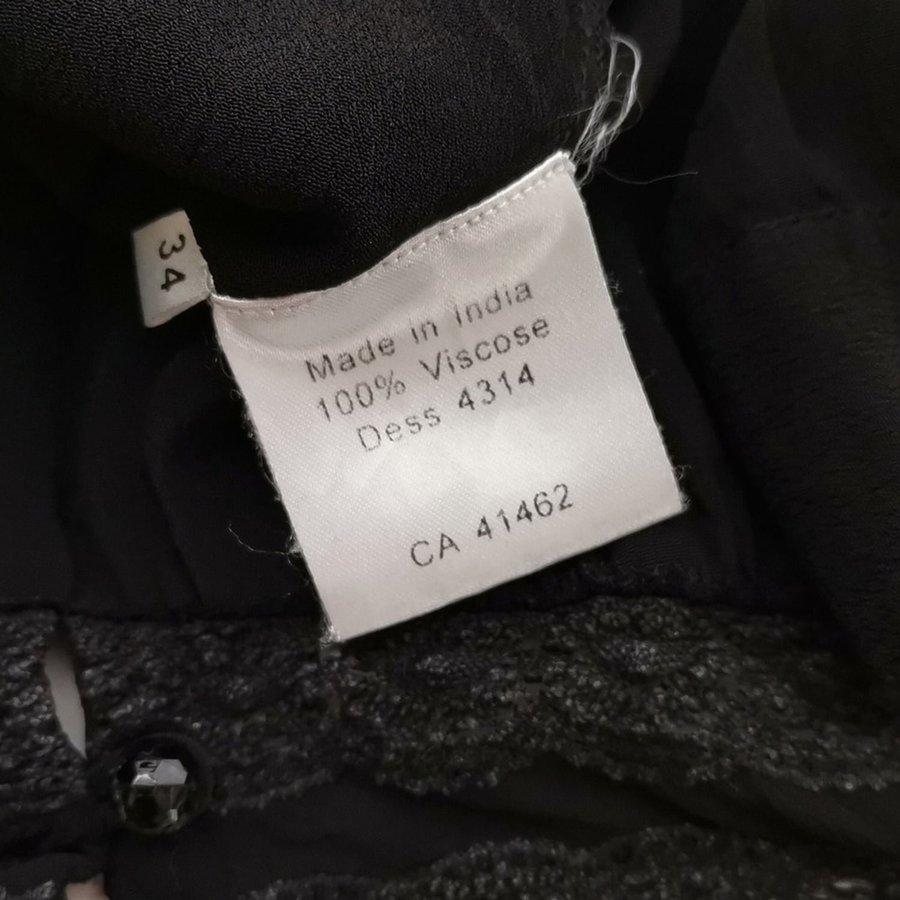 34
Made in India
100% Viscose
Dess 4314
CA 41462